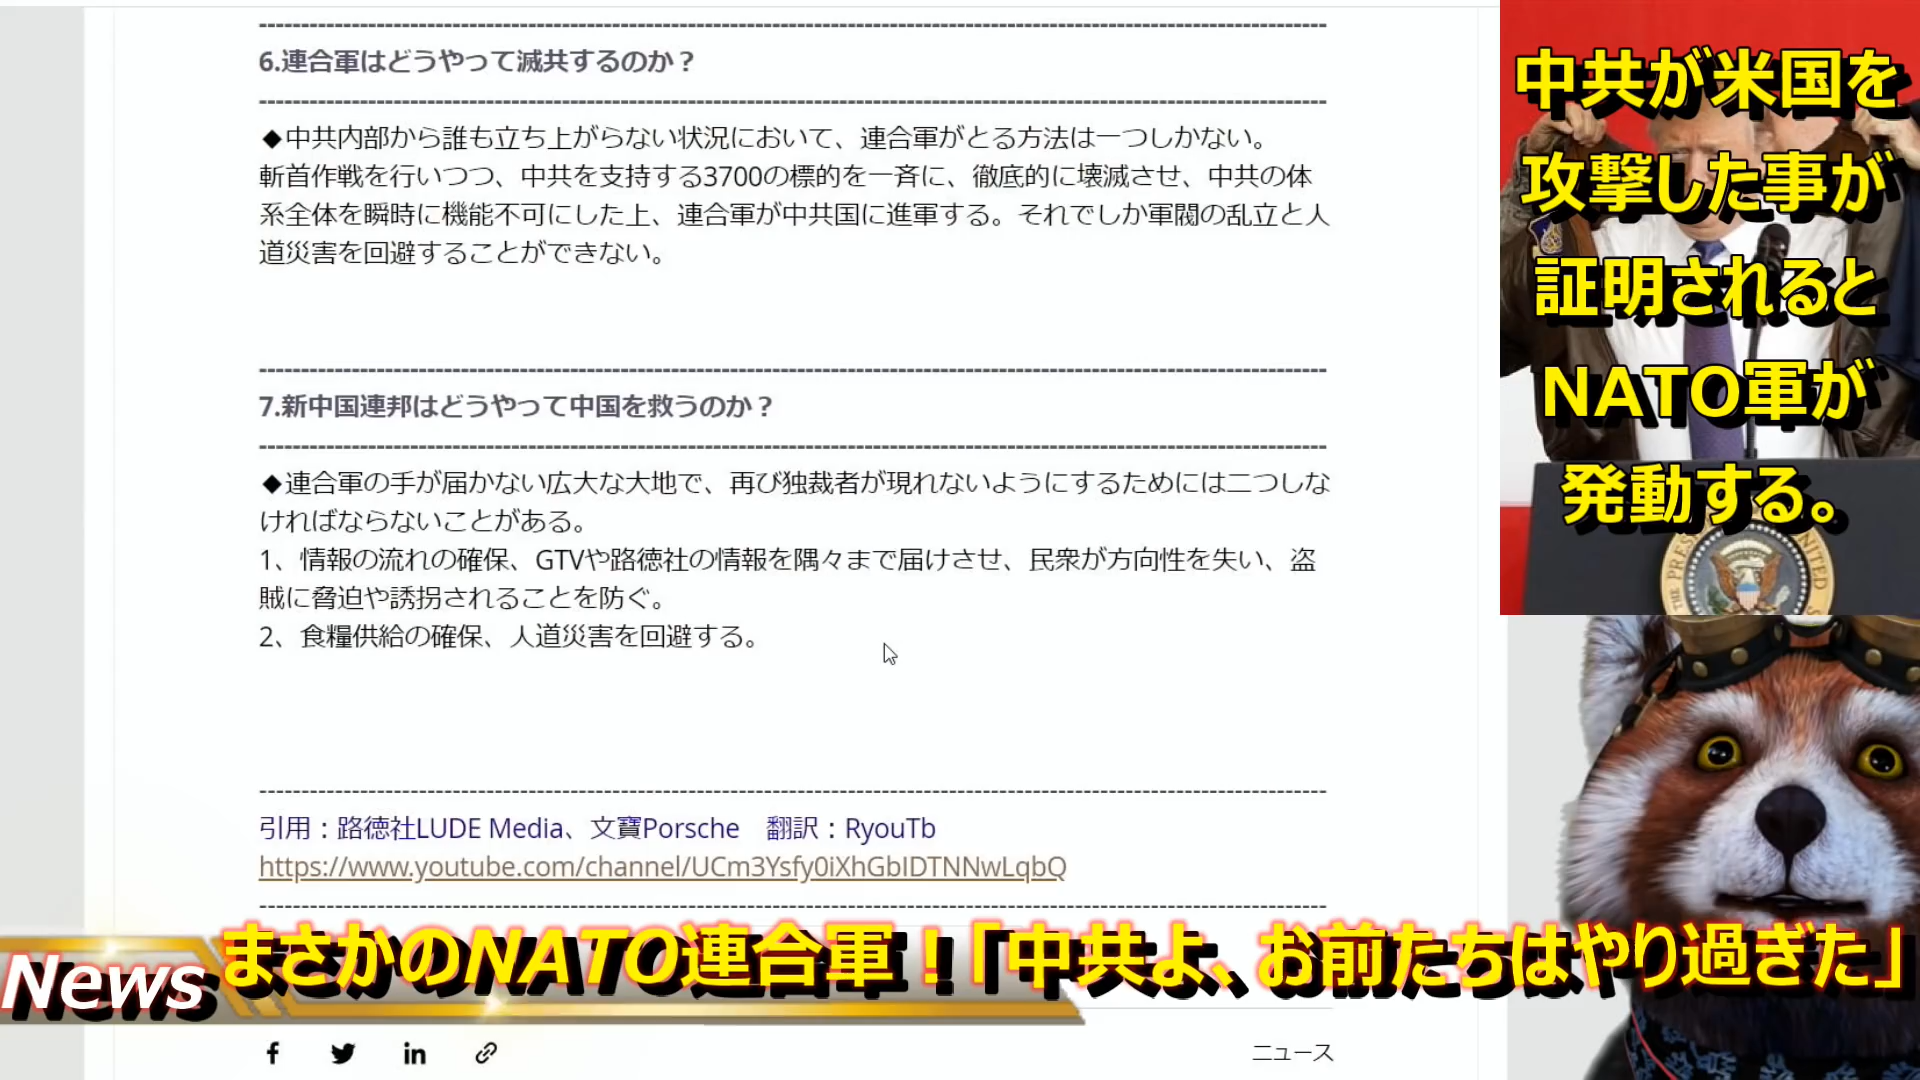 6.連合軍はどうやって滅共するのか？
◆中共内部から誰も立ち上がらない状況において、連合軍がとる方法は一つしかない。
斬首作戦を行いつつ、中共を支持する3700の標的を一斉に、徹底的に壊滅させ、中共の体
系全体を瞬時に機能不可にした上、連合軍が中共国に進軍する。それでしか軍閥の乱立と人
道災害を回避することができない。
7.新中国連邦はどうやって中国を救うのか？
◆連合軍の手が届かない広大な大地で、再び独裁者が現れないようにするためには二つしな
ければならないことがある。
1、情報の流れの確保、GTVや路徳社の情報を隅々まで届けさせ、民衆が方向性を失い、盗
賊に脅迫や誘拐されることを防ぐ。
2、食糧供給の確保、人道災害を回避する。
引用：路徳社LUDE Media、文寶Porsche　翻訳：RyouTb
https://www.youtube.com/channel/UCm3Ysfy0iXhGbIDTNNwLqbQ
ニュース
中共が米国を
攻撃した事が
証明されると
NATO軍が
発動する。
News
まさかのNATO連合軍！「中共よ、お前たちはやり過ぎた」